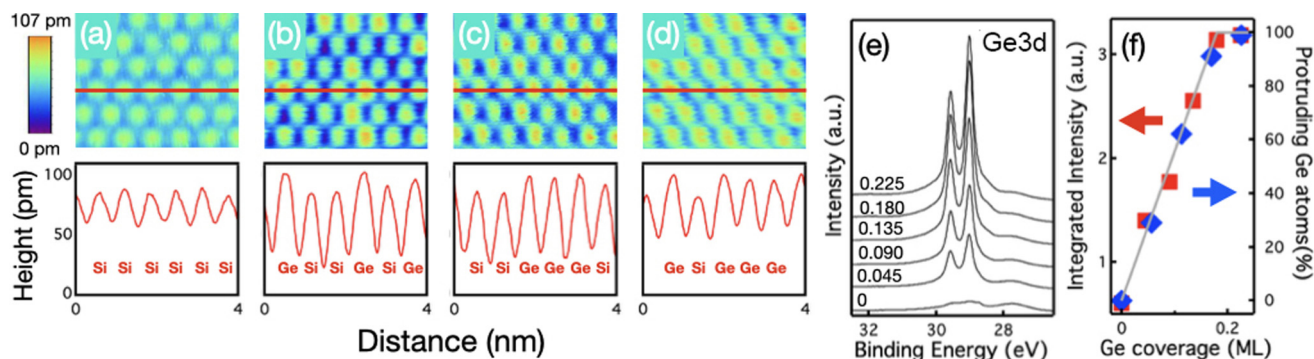 107 pm
0 pm
(a)
(b)
(c)
(d)
Height (pm)
100
50
0
Si Si Si Si Si Si
Ge Si Si Ge Si Ge
Si Si Ge Ge Ge Si
Ge Si Ge Ge Ge
0 4
0 4
0 4
0 4
Distance (nm)
(e)
Ge3d
Intensity (a.u.)
0.225
0.180
0.135
0.090
0.045
0
32 30 28
Binding Energy (eV)
(f)
Integrated Intensity (a.u.)
3
2
1
Protruding Ge atoms(%)
100
80
60
40
20
0
0 0.2
Ge coverage (ML)